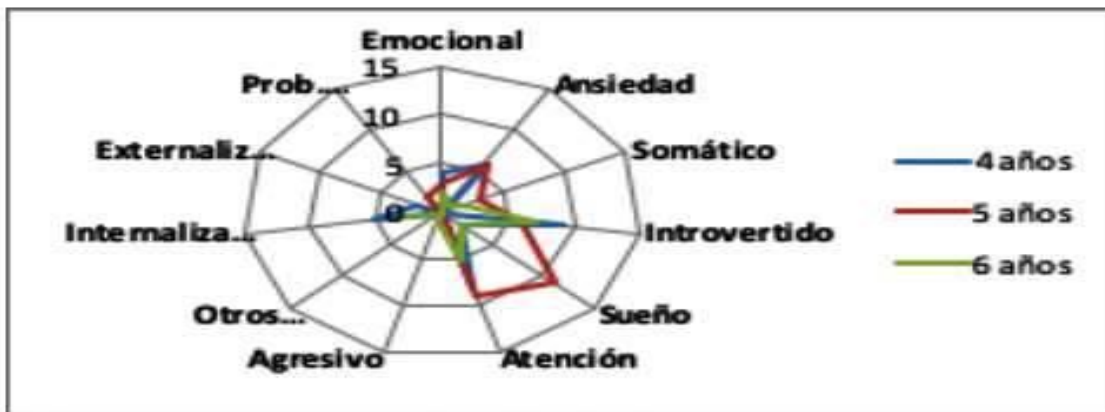 Emocional
15
Prob....
Ansiedad
10
Externaliz...
Somático
5
4 años
0
5 años
Internaliza...
Introvertido
6 años
Otros...
Sueño
Agresivo
Atención